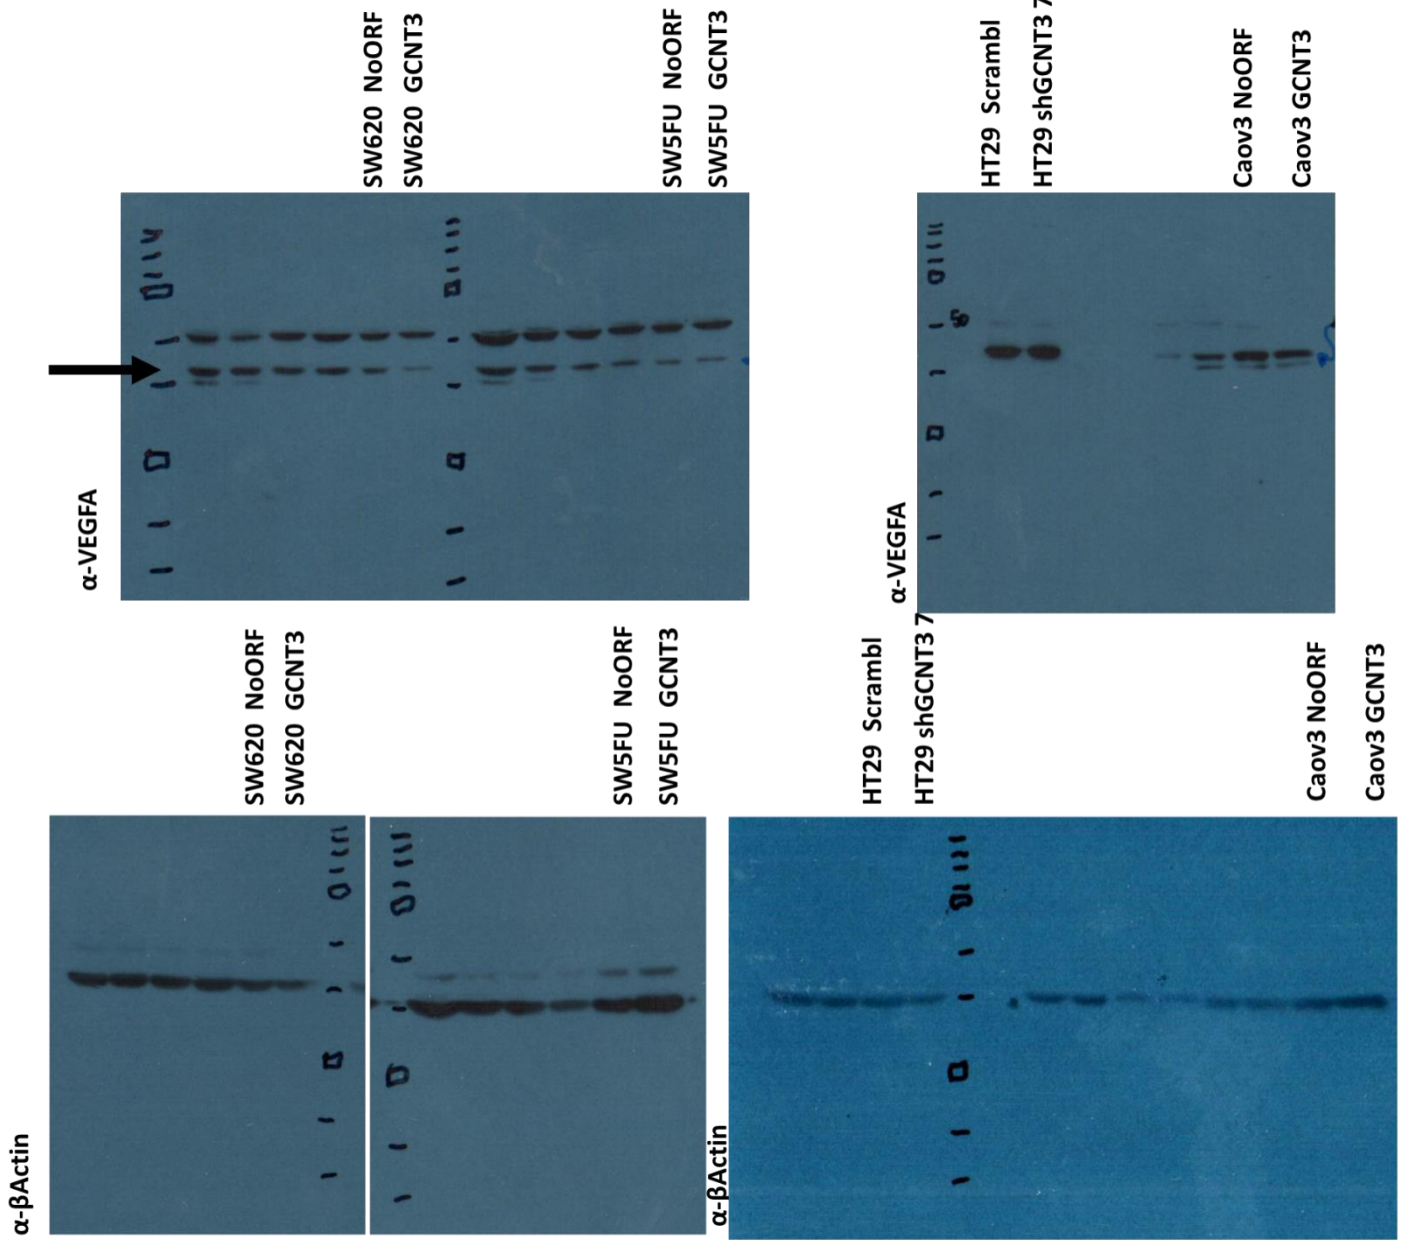 SW620 NoORF
SW620 GCNT3
SW5FU NoORF
SW5FU GCNT3
α-VEGFA
HT29 Scrambl
HT29 shGCNT3 7
Caov3 NoORF
Caov3 GCNT3
α-VEGFA
SW620 NoORF
SW620 GCNT3
SW5FU NoORF
SW5FU GCNT3
α-βActin
HT29 Scrambl
HT29 shGCNT3 7
Caov3 NoORF
Caov3 GCNT3
α-βActin